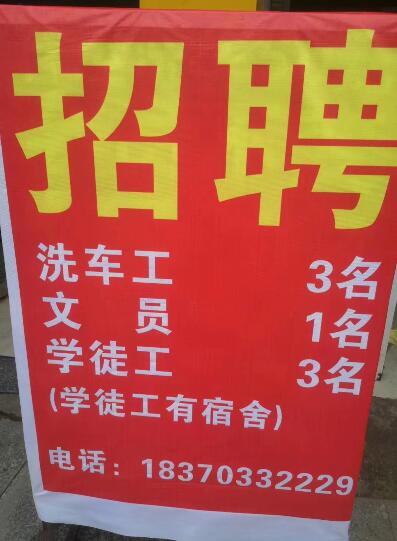 招聘
洗车工 3名
文员 1名
学徒工 3名
(学徒工有宿舍)
电话：18370332229